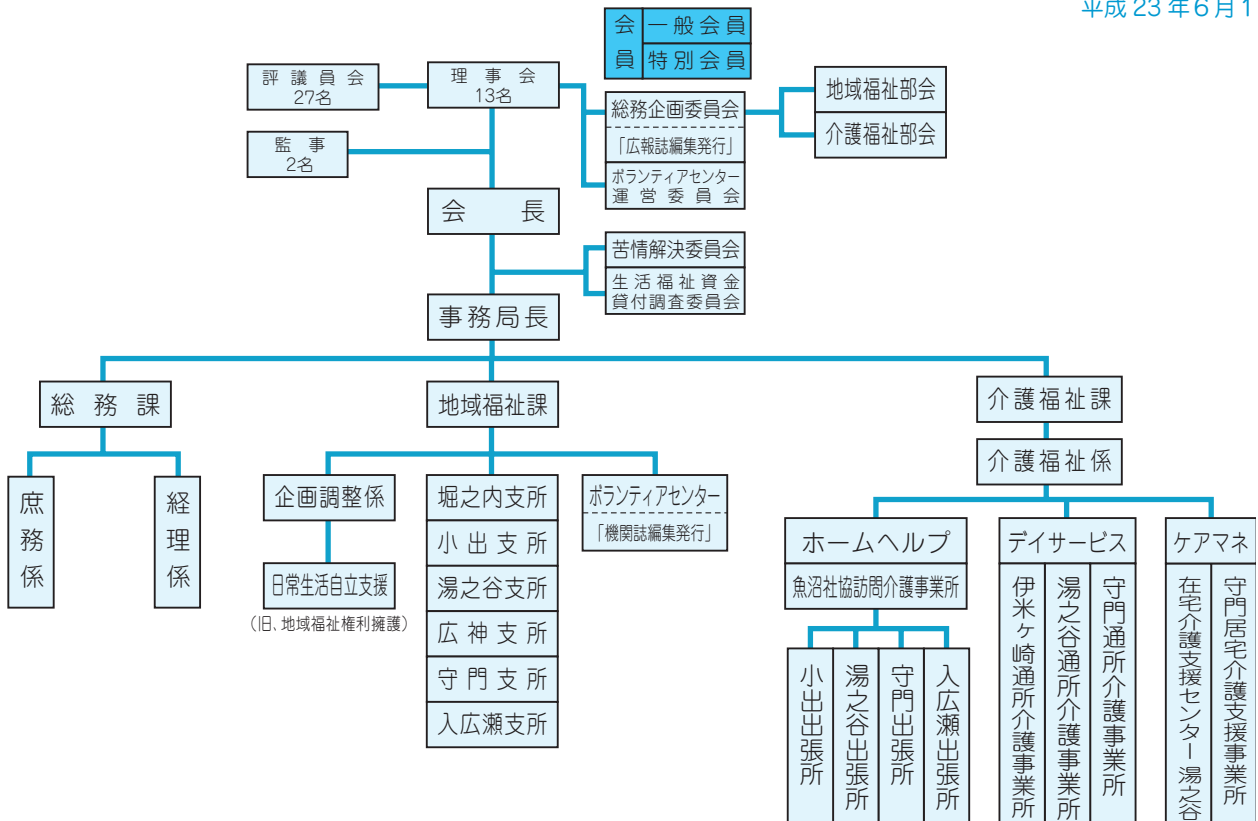 平成 23 年 6 月 1
会員
一般会員
特別会員
評議員会
27名
理事会
13名
監事
2名
総務企画委員会
「広報誌編集発行」
ボランティアセンター
運営委員会
地域福祉部会
介護福祉部会
会長
苦情解決委員会
生活福祉資金
貸付調査委員会
事務局長
総務課
地域福祉課
介護福祉課
介護福祉係
庶務係
経理係
企画調整係
日常生活自立支援
（旧、地域福祉権利擁護）
堀之内支所
小出支所
湯之谷支所
広神支所
守門支所
入広瀬支所
ボランティアセンター
「機関誌編集発行」
ホームヘルプ
魚沼社協訪問介護事業所
小出出張所
湯之谷出張所
守門出張所
入広瀬出張所
デイサービス
伊米ヶ崎通所介護事業所
湯之谷通所介護事業所
守門通所介護事業所
ケアマネ
在宅介護支援センター湯之谷
守門居宅介護支援事業所